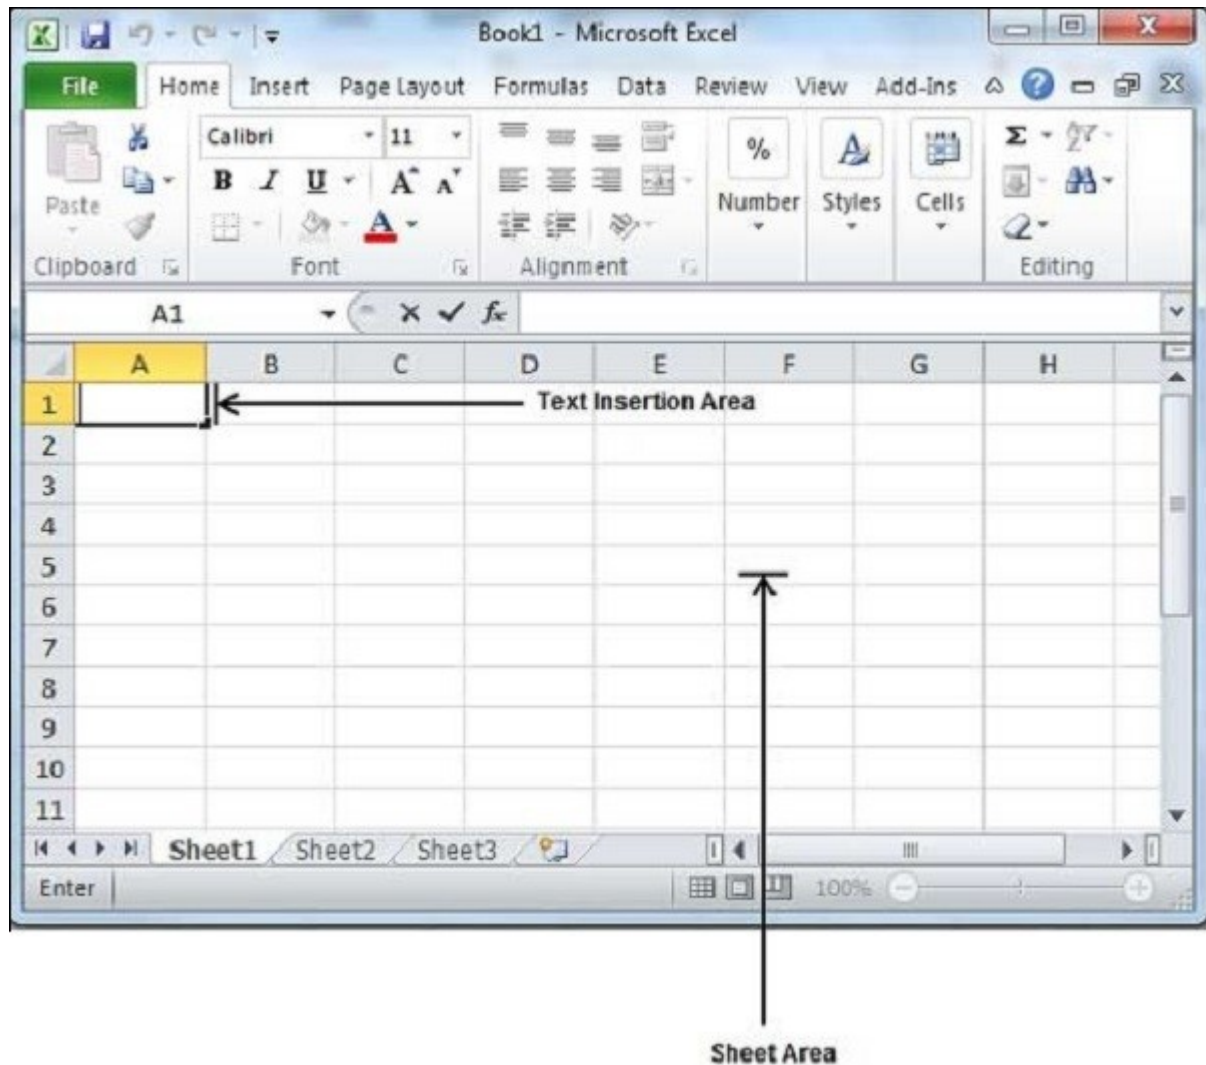 Book1 - Microsoft Excel
File Home Insert Page Layout Formulas Data Review View Add-Ins
Calibri 11
B I U A A
Paste
A
% Number
A Styles
Cells
Σ
Clipboard Font Alignment Editing
A1 fx
A B C D E F G H
1 Text Insertion Area
2
3
4
5
6
7
8
9
10
11
Sheet1 Sheet2 Sheet3
Enter 100%
Sheet Area